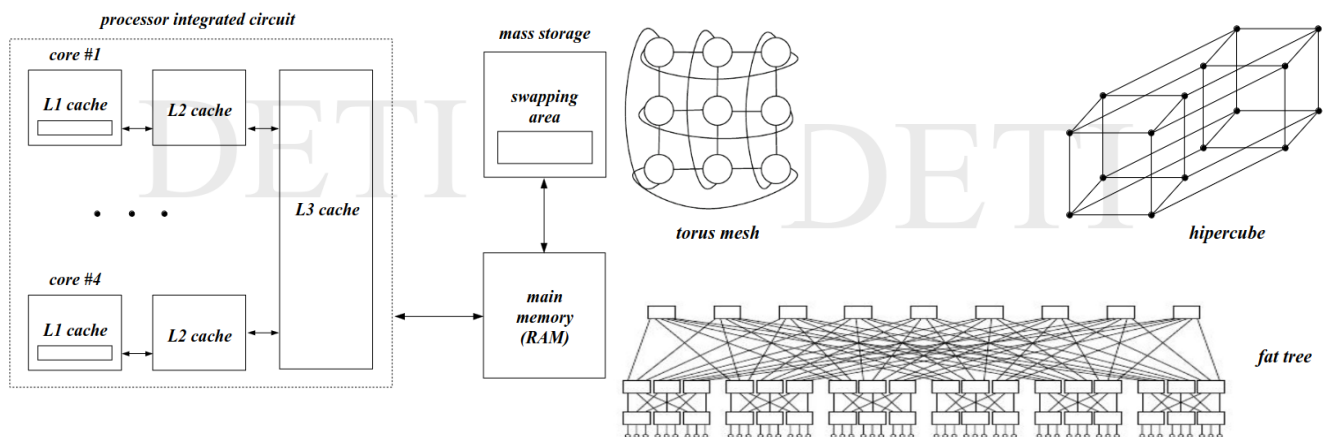 processor integrated circuit
core #1
L1 cache
L2 cache
L3 cache
core #4
L1 cache
L2 cache
mass storage
swapping
area
main
memory
(RAM)
torus mesh
hipercube
fat tree
DETI
DETI